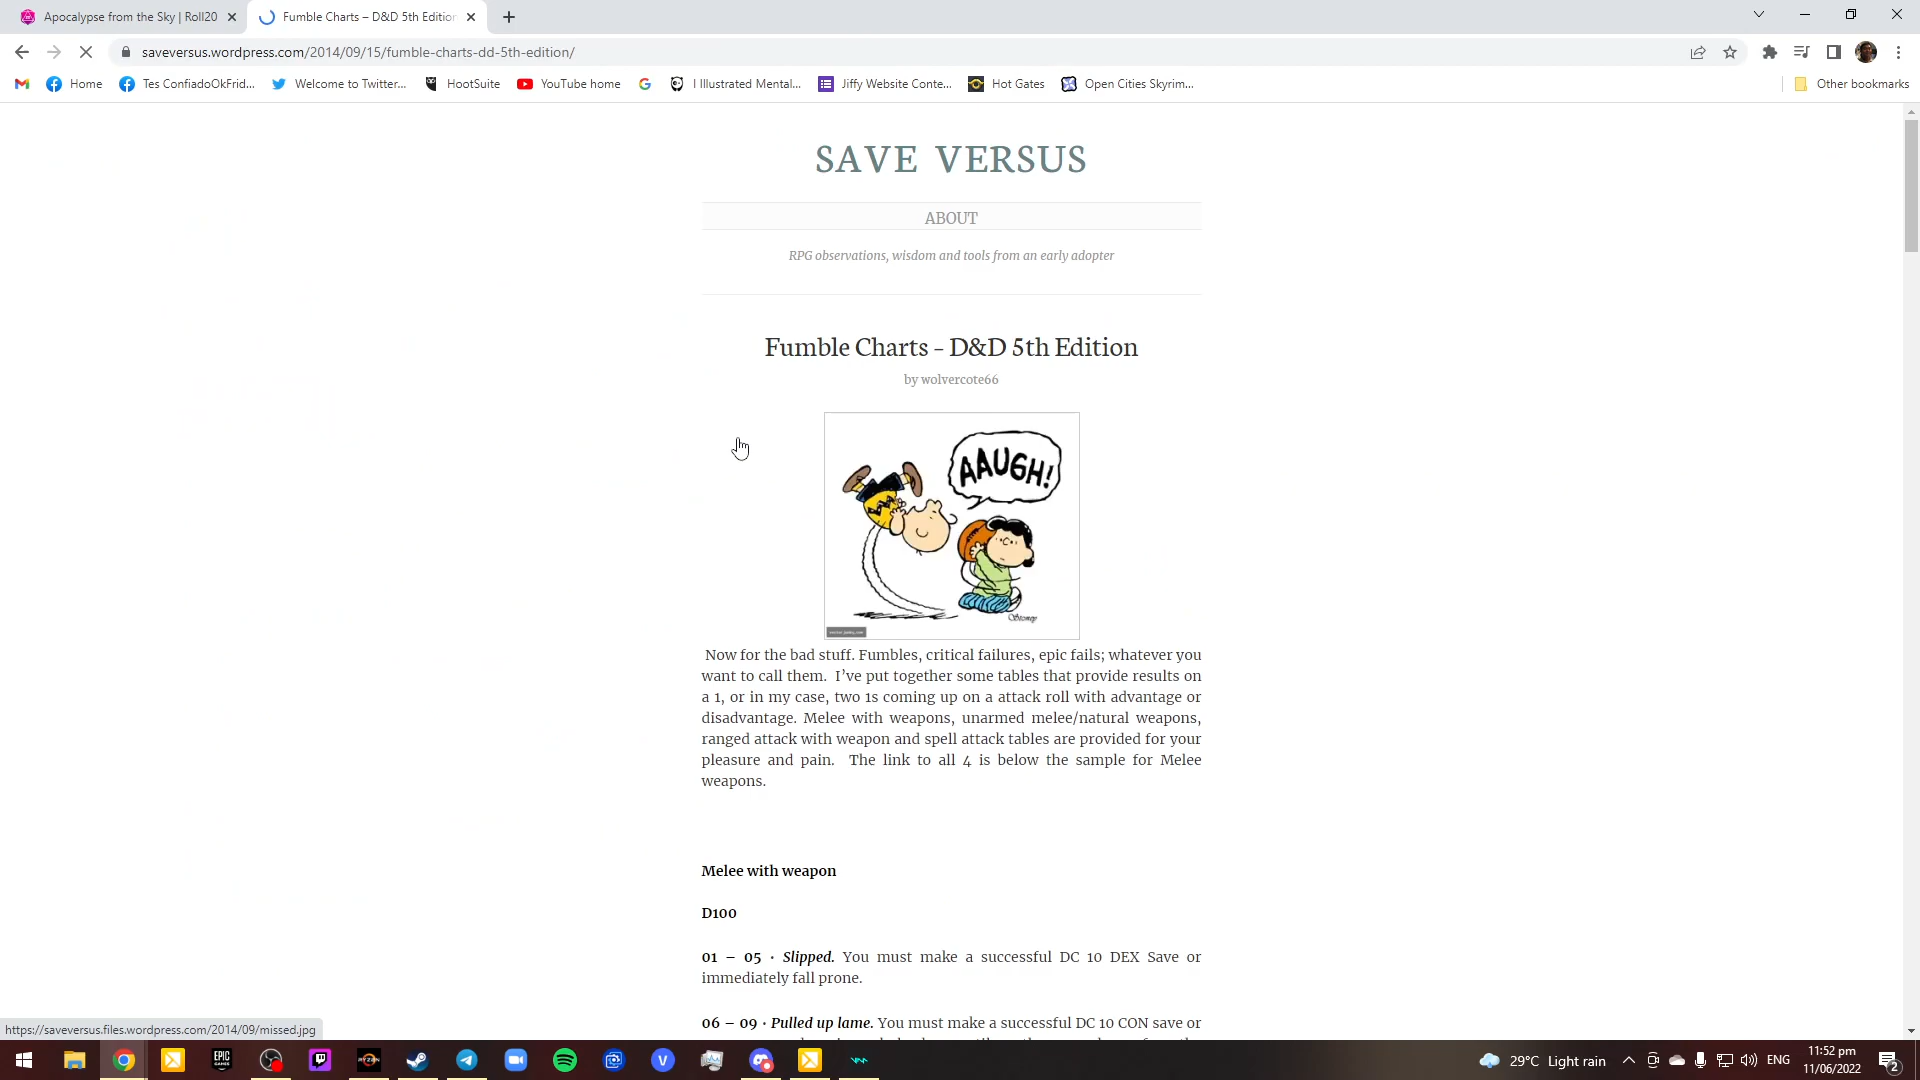 Apocalypse from the Sky | Roll20
Fumble Charts – D&D 5th Edition
saveversus.wordpress.com/2014/09/15/fumble-charts-dd-5th-edition/
Home
Tes ConfiadoOkFrid...
Welcome to Twitter...
HootSuite
YouTube home
I Illustrated Mental...
Jiffy Website Conte...
Hot Gates
Open Cities Skyrim...
Other bookmarks
SAVE VERSUS
ABOUT
RPG observations, wisdom and tools from an early adopter
Fumble Charts – D&D 5th Edition
by wolvercote66
AAUGH!
Now for the bad stuff. Fumbles, critical failures, epic fails; whatever you
want to call them. I’ve put together some tables that provide results on
a 1, or in my case, two 1s coming up on a attack roll with advantage or
disadvantage. Melee with weapons, unarmed melee/natural weapons,
ranged attack with weapon and spell attack tables are provided for your
pleasure and pain. The link to all 4 is below the sample for Melee
weapons.
Melee with weapon
D100
01 – 05 · Slipped. You must make a successful DC 10 DEX Save or
immediately fall prone.
06 – 09 · Pulled up lame. You must make a successful DC 10 CON save or
https://saveversus.files.wordpress.com/2014/09/missed.jpg
EPIC
GAMES
RYZEN
29°C Light rain
ENG
11:52 pm
11/06/2022
2